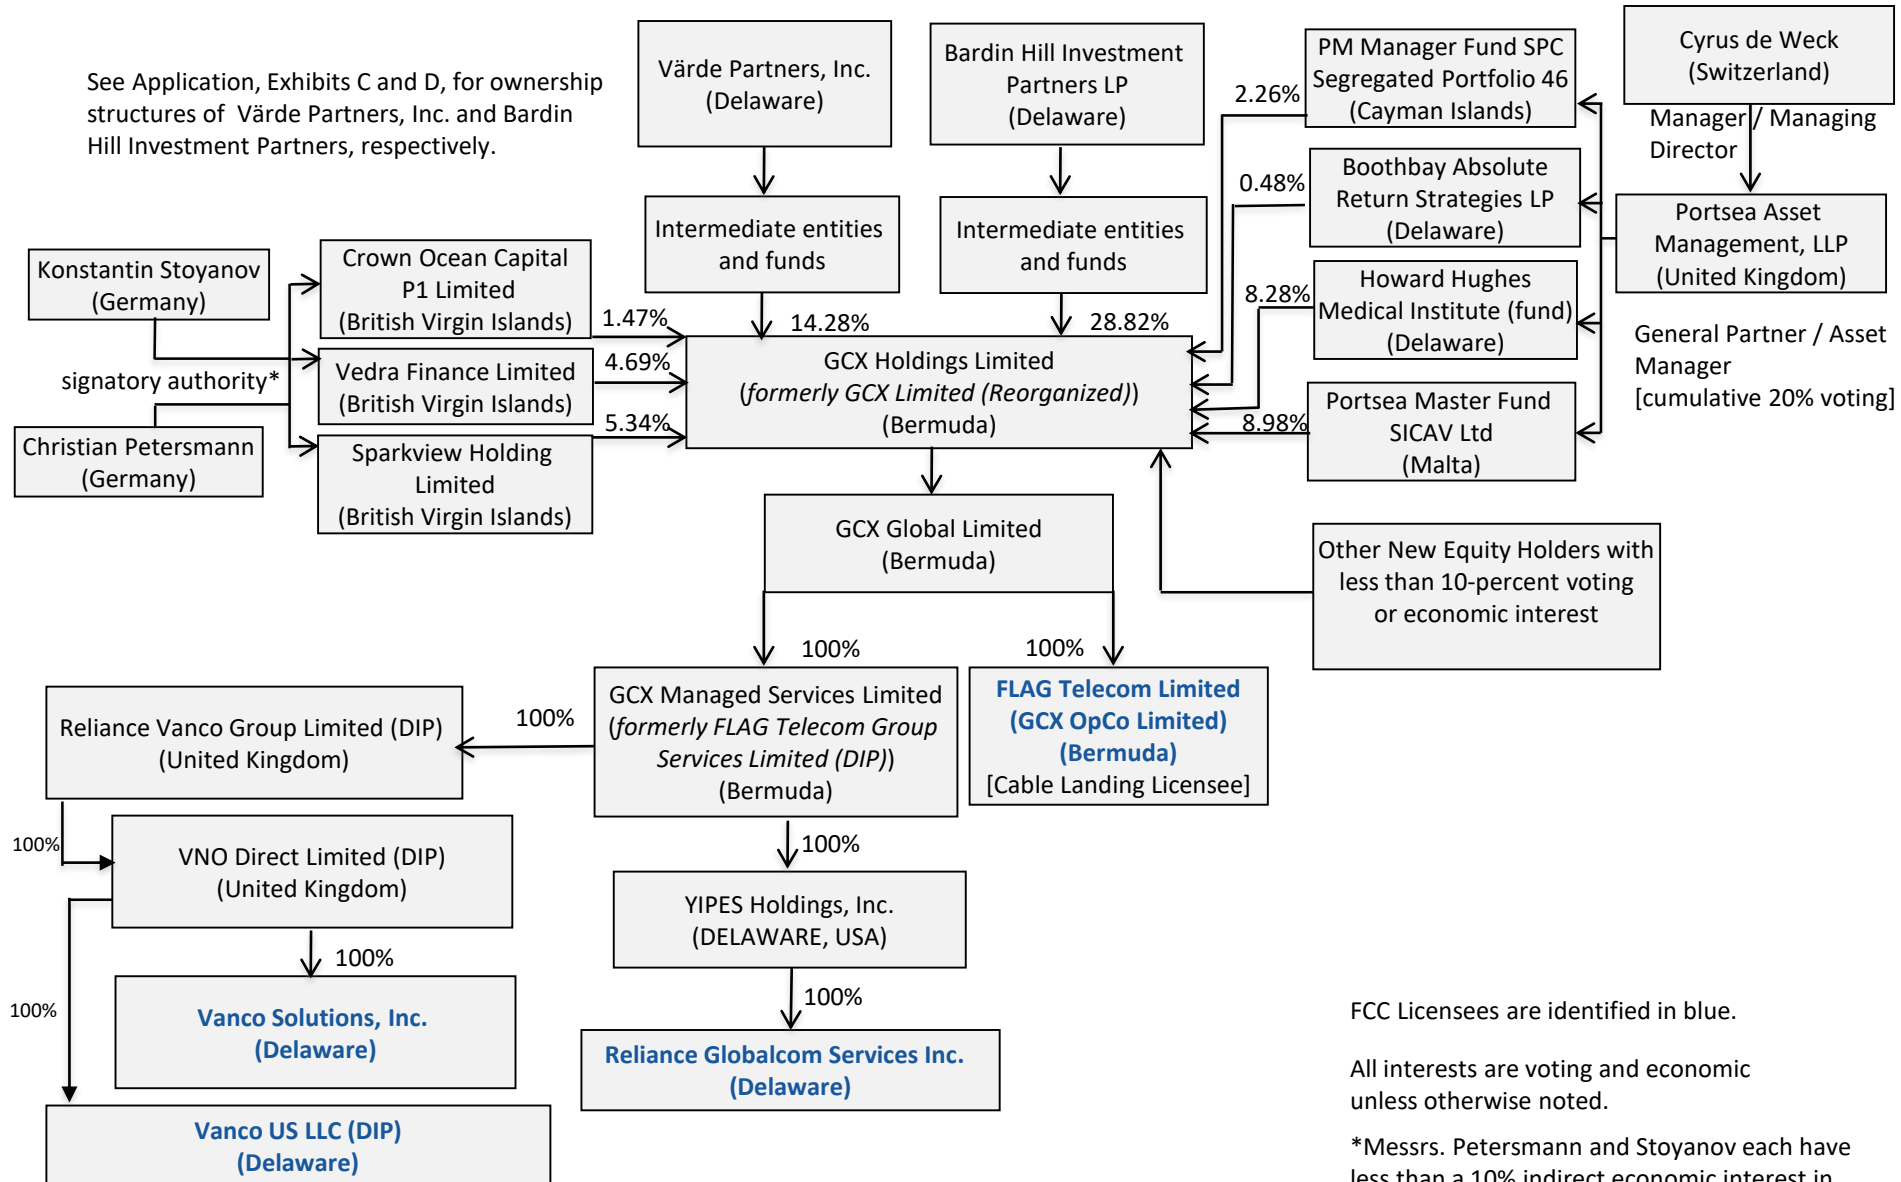 See Application, Exhibits C and D, for ownership
structures of Värde Partners, Inc. and Bardin
Hill Investment Partners, respectively.
Värde Partners, Inc.
(Delaware)
Bardin Hill Investment
Partners LP
(Delaware)
PM Manager Fund SPC
Segregated Portfolio 46
(Cayman Islands)
Cyrus de Weck
(Switzerland)
2.26%
Manager / Managing
Director
Boothbay Absolute
Return Strategies LP
(Delaware)
0.48%
Portsea Asset
Management, LLP
(United Kingdom)
Intermediate entities
and funds
Intermediate entities
and funds
Konstantin Stoyanov
(Germany)
Crown Ocean Capital
P1 Limited
(British Virgin Islands)
Howard Hughes
Medical Institute (fund)
(Delaware)
8.28%
General Partner / Asset
Manager
[cumulative 20% voting]
1.47%
14.28%
28.82%
signatory authority*
Vedra Finance Limited
(British Virgin Islands)
4.69%
GCX Holdings Limited
(formerly GCX Limited (Reorganized))
(Bermuda)
Portsea Master Fund
SICAV Ltd
(Malta)
8.98%
Christian Petersmann
(Germany)
Sparkview Holding
Limited
(British Virgin Islands)
5.34%
GCX Global Limited
(Bermuda)
Other New Equity Holders with
less than 10-percent voting
or economic interest
100%
100%
GCX Managed Services Limited
(formerly FLAG Telecom Group
Services Limited (DIP))
(Bermuda)
FLAG Telecom Limited
(GCX OpCo Limited)
(Bermuda)
[Cable Landing Licensee]
100%
Reliance Vanco Group Limited (DIP)
(United Kingdom)
100%
VNO Direct Limited (DIP)
(United Kingdom)
100%
YIPES Holdings, Inc.
(DELAWARE, USA)
100%
100%
100%
Vanco Solutions, Inc.
(Delaware)
Reliance Globalcom Services Inc.
(Delaware)
Vanco US LLC (DIP)
(Delaware)
FCC Licensees are identified in blue.
All interests are voting and economic
unless otherwise noted.
*Messrs. Petersmann and Stoyanov each have
less than a 10% indirect economic interest in